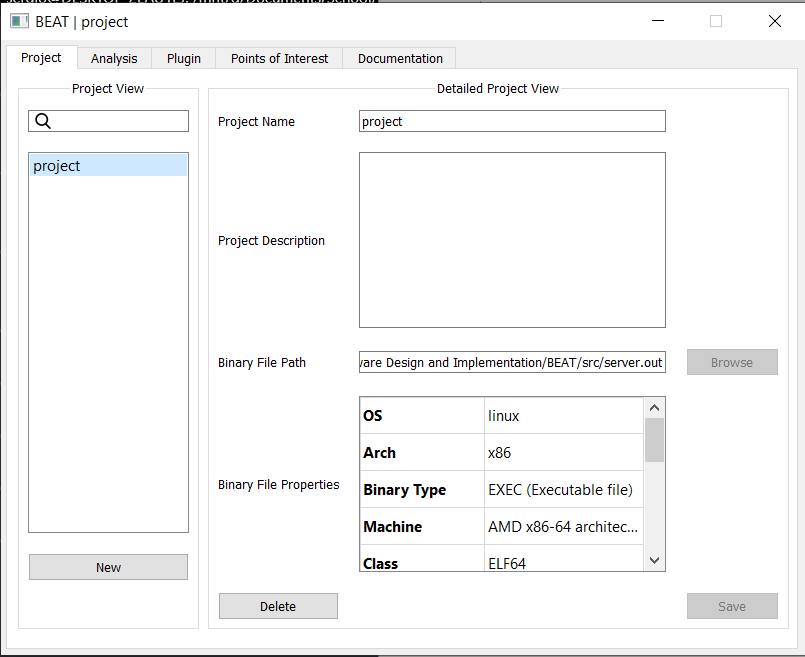 BEAT | project
Project
Analysis
Plugin
Points of Interest
Documentation
Project View
project
New
Detailed Project View
Project Name
project
Project Description
Binary File Path
ware Design and Implementation/BEAT/src/server.out
Browse
Binary File Properties
OS linux
Arch x86
Binary Type EXEC (Executable file)
Machine AMD x86-64 architec...
Class ELF64
Delete
Save